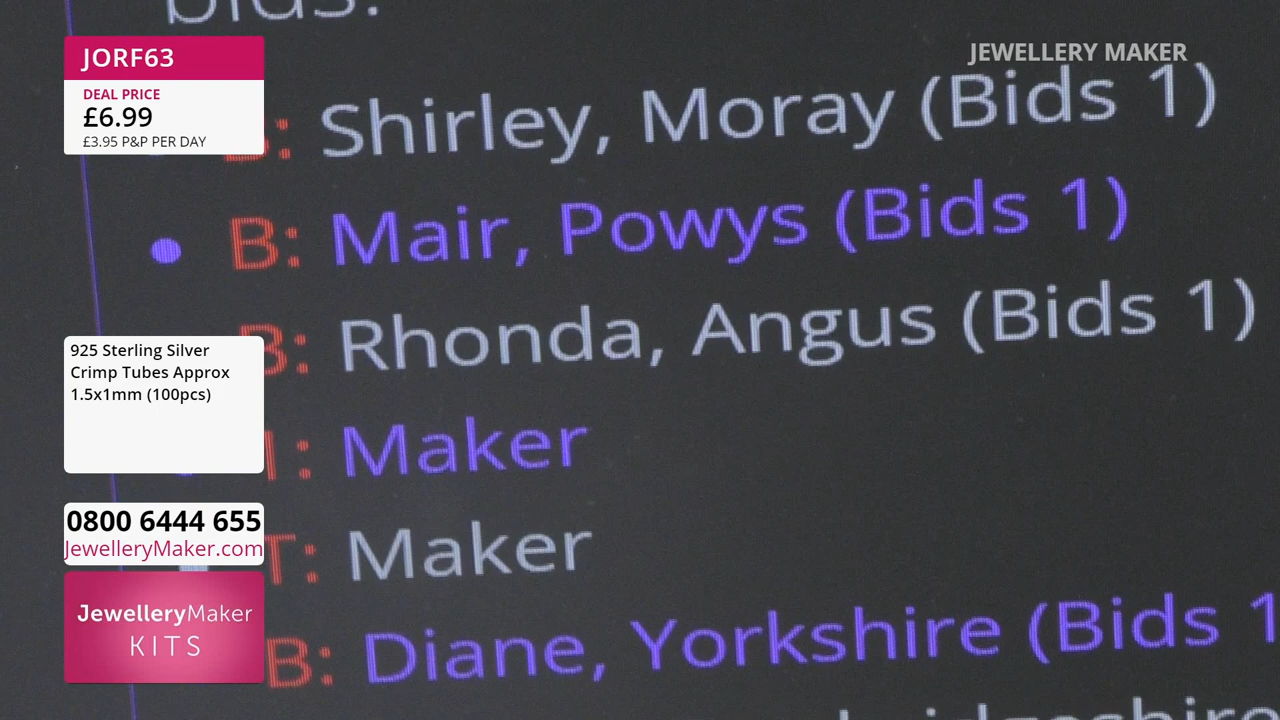 bids:
JORF63
DEAL PRICE
£6.99
£3.95 P&P PER DAY
JEWELLERY MAKER
B: Shirley, Moray (Bids 1)
B: Mair, Powys (Bids 1)
B: Rhonda, Angus (Bids 1)
925 Sterling Silver
Crimp Tubes Approx
1.5x1mm (100pcs)
: Maker
T: Maker
B: Diane, Yorkshire (Bids 1
0800 6444 655
JewelleryMaker.com
JewelleryMaker
KITS